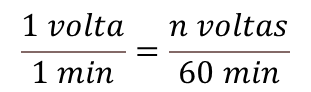 1 volta / 1 min = n voltas / 60 min